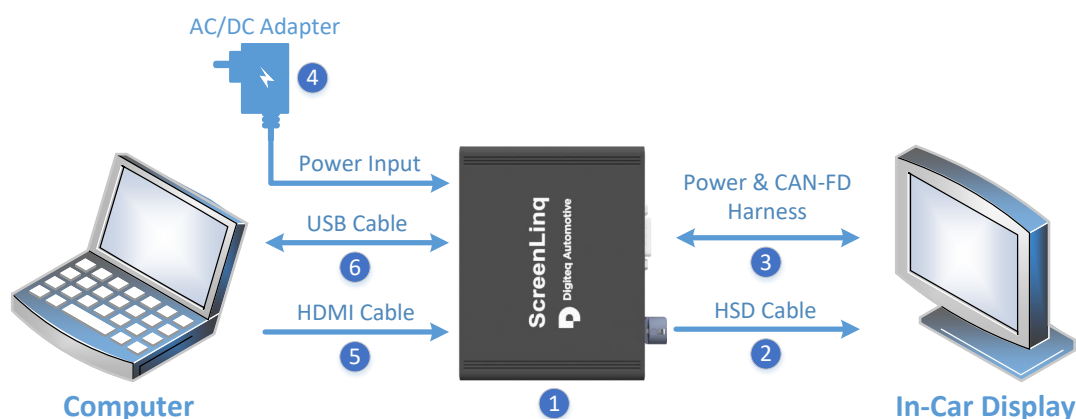 AC/DC Adapter
4
Power Input
USB Cable
6
HDMI Cable
5
ScreenLinq
Digiteq Automotive
1
Power & CAN-FD
Harness
3
HSD Cable
2
Computer
In-Car Display